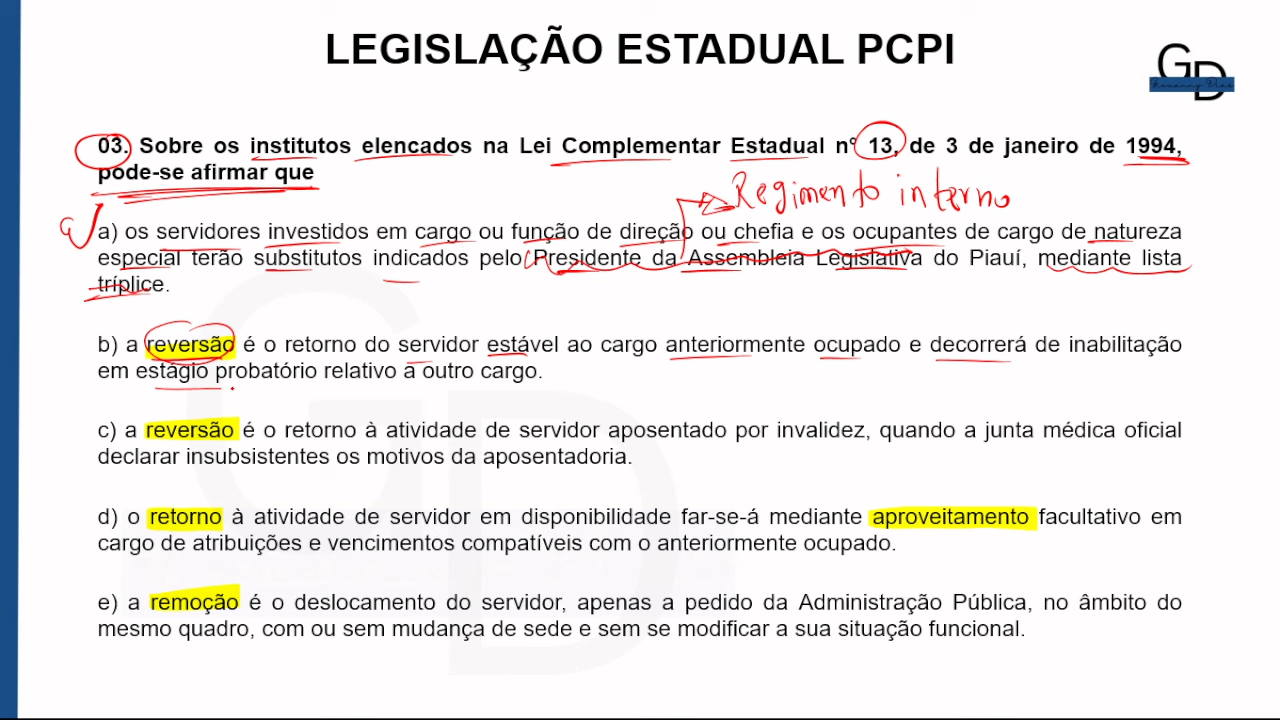 LEGISLAÇÃO ESTADUAL PCPI
GD
03. Sobre os institutos elencados na Lei Complementar Estadual nº 13, de 3 de janeiro de 1994,
pode-se afirmar que
Regimento interno
a) os servidores investidos em cargo ou função de direção ou chefia e os ocupantes de cargo de natureza
especial terão substitutos indicados pelo Presidente da Assembleia Legislativa do Piauí, mediante lista
tríplice.
b) a reversão é o retorno do servidor estável ao cargo anteriormente ocupado e decorrerá de inabilitação
em estágio probatório relativo a outro cargo.
c) a reversão é o retorno à atividade de servidor aposentado por invalidez, quando a junta médica oficial
declarar insubsistentes os motivos da aposentadoria.
d) o retorno à atividade de servidor em disponibilidade far-se-á mediante aproveitamento facultativo em
cargo de atribuições e vencimentos compatíveis com o anteriormente ocupado.
e) a remoção é o deslocamento do servidor, apenas a pedido da Administração Pública, no âmbito do
mesmo quadro, com ou sem mudança de sede e sem se modificar a sua situação funcional.